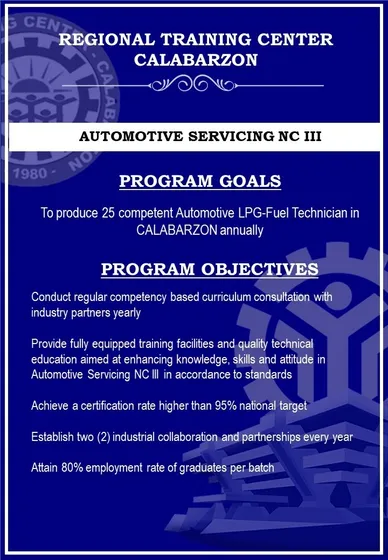 REGIONAL TRAINING CENTER
CALABARZON
AUTOMOTIVE SERVICING NC III
PROGRAM GOALS
To produce 25 competent Automotive LPG-Fuel Technician in
CALABARZON annually
PROGRAM OBJECTIVES
Conduct regular competency based curriculum consultation with
industry partners yearly
Provide fully equipped training facilities and quality technical
education aimed at enhancing knowledge, skills and attitude in
Automotive Servicing NC III in accordance to standards
Achieve a certification rate higher than 95% national target
Establish two (2) industrial collaboration and partnerships every year
Attain 80% employment rate of graduates per batch
CENTER
1980